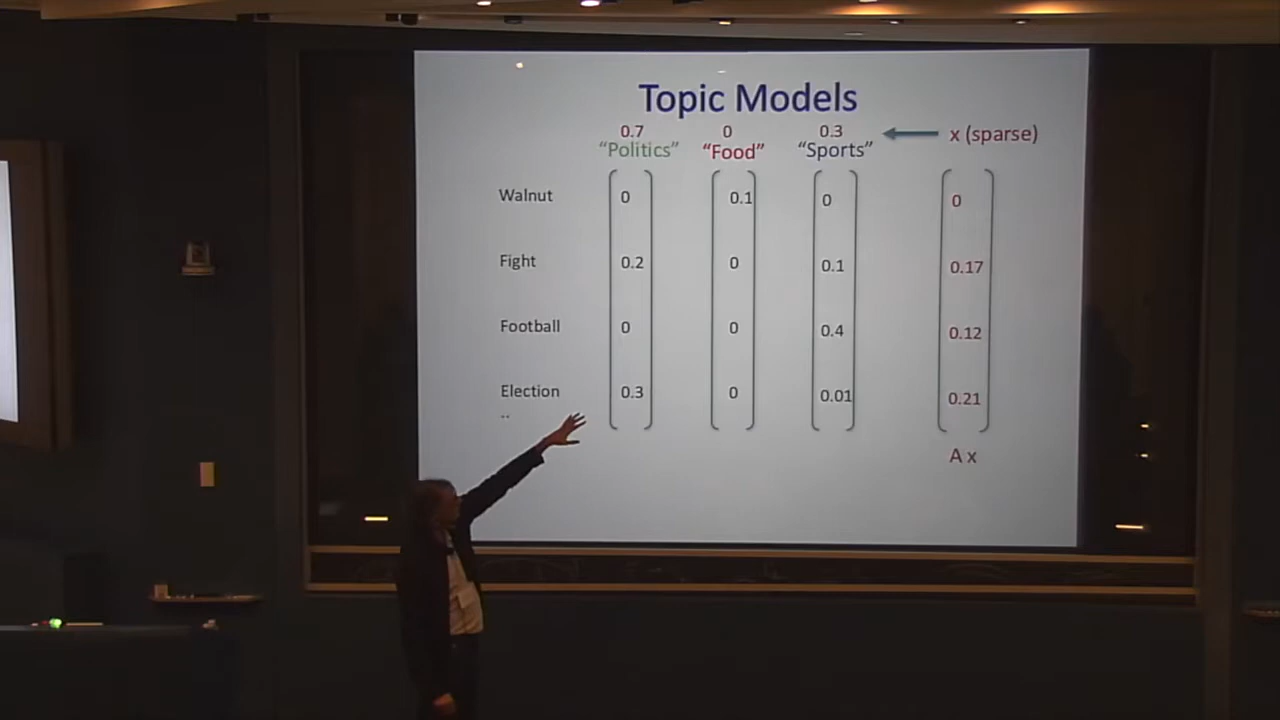 Topic Models
0.7 0 0.3 x (sparse)
“Politics” “Food” “Sports”
Walnut 0 0.1 0 0
Fight 0.2 0 0.1 0.17
Football 0 0 0.4 0.12
Election 0.3 0 0.01 0.21
..
A x